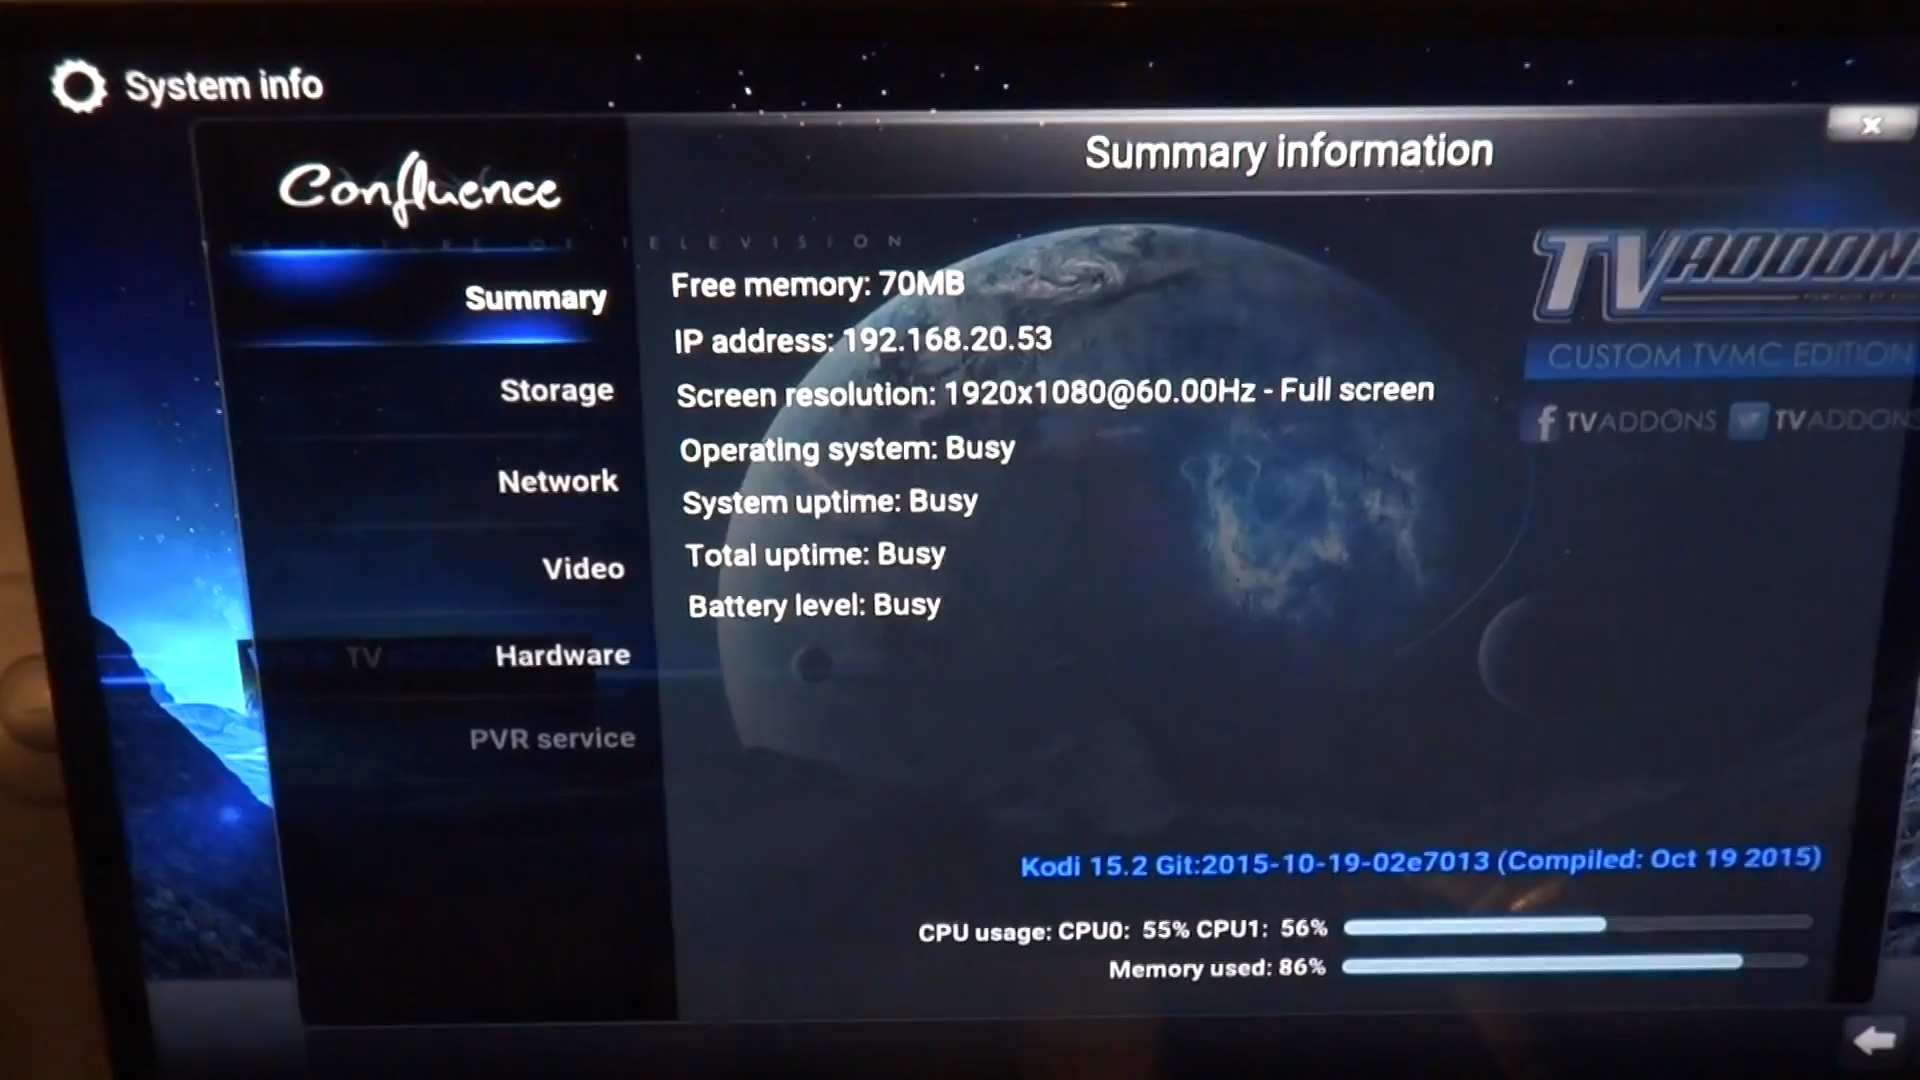 System info
Confluence
Summary information
TELEVISION
TVADDONS
CUSTOM TVMC EDITION
TVADDONS TVADDONS
Summary
Storage
Network
Video
TV Hardware
PVR service
Free memory: 70MB
IP address: 192.168.20.53
Screen resolution: 1920x1080@60.00Hz - Full screen
Operating system: Busy
System uptime: Busy
Total uptime: Busy
Battery level: Busy
Kodi 15.2 Git:2015-10-19-02e7013 (Compiled: Oct 19 2015)
CPU usage: CPU0: 55% CPU1: 56%
Memory used: 86%